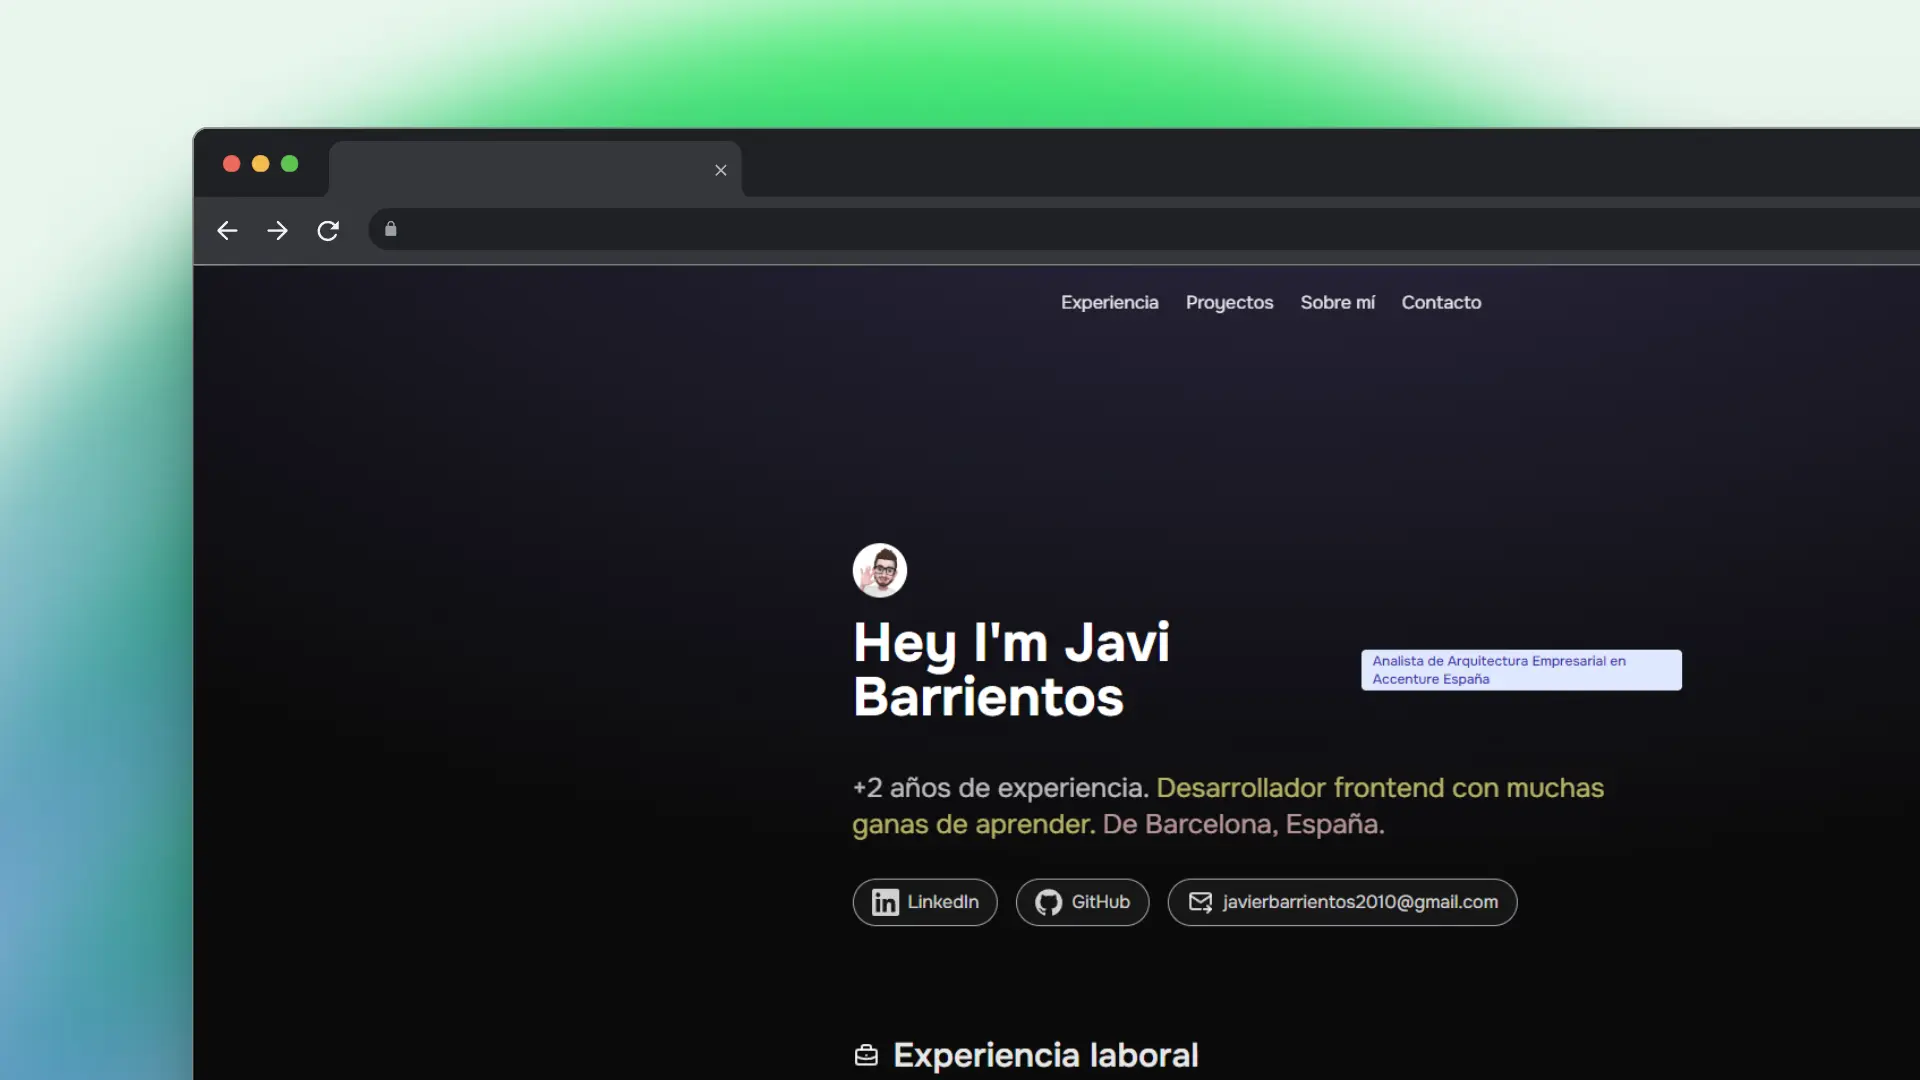 Experiencia Proyectos Sobre mí Contacto
Hey I'm Javi
Barrientos
Analista de Arquitectura Empresarial en
Accenture España
+2 años de experiencia. Desarrollador frontend con muchas
ganas de aprender. De Barcelona, España.
LinkedIn GitHub javierbarrientos2010@gmail.com
Experiencia laboral